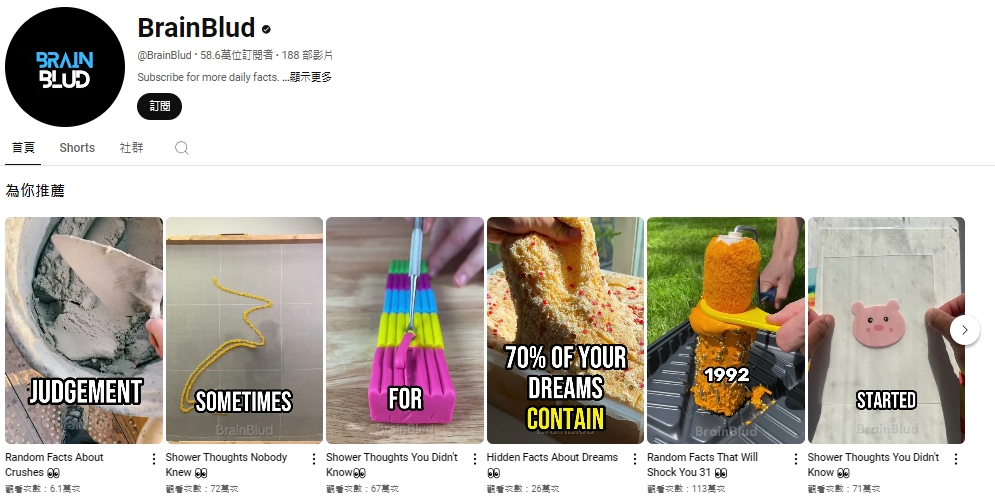 BRAIN
BLUD
BrainBlud
@BrainBlud · 58.6萬位訂閱者 · 188 部影片
Subscribe for more daily facts. ...顯示更多
訂閱
首頁 Shorts 社群
為你推薦
JUDGEMENT
SOMETIMES
BrainBlud
FOR
BrainBlud
70% OF YOUR
DREAMS
CONTAIN
BrainBlud
1992
BrainBlud
STARTED
BrainBlud
Random Facts About
Crushes 👀
觀看次數：6.1萬次
Shower Thoughts Nobody
Knew 👀
觀看次數：72萬次
Shower Thoughts You Didn't
Know👀
觀看次數：67萬次
Hidden Facts About Dreams
👀
觀看次數：26萬次
Random Facts That Will
Shock You 31 👀
觀看次數：113萬次
Shower Thoughts You Didn't
Know 👀
觀看次數：71萬次